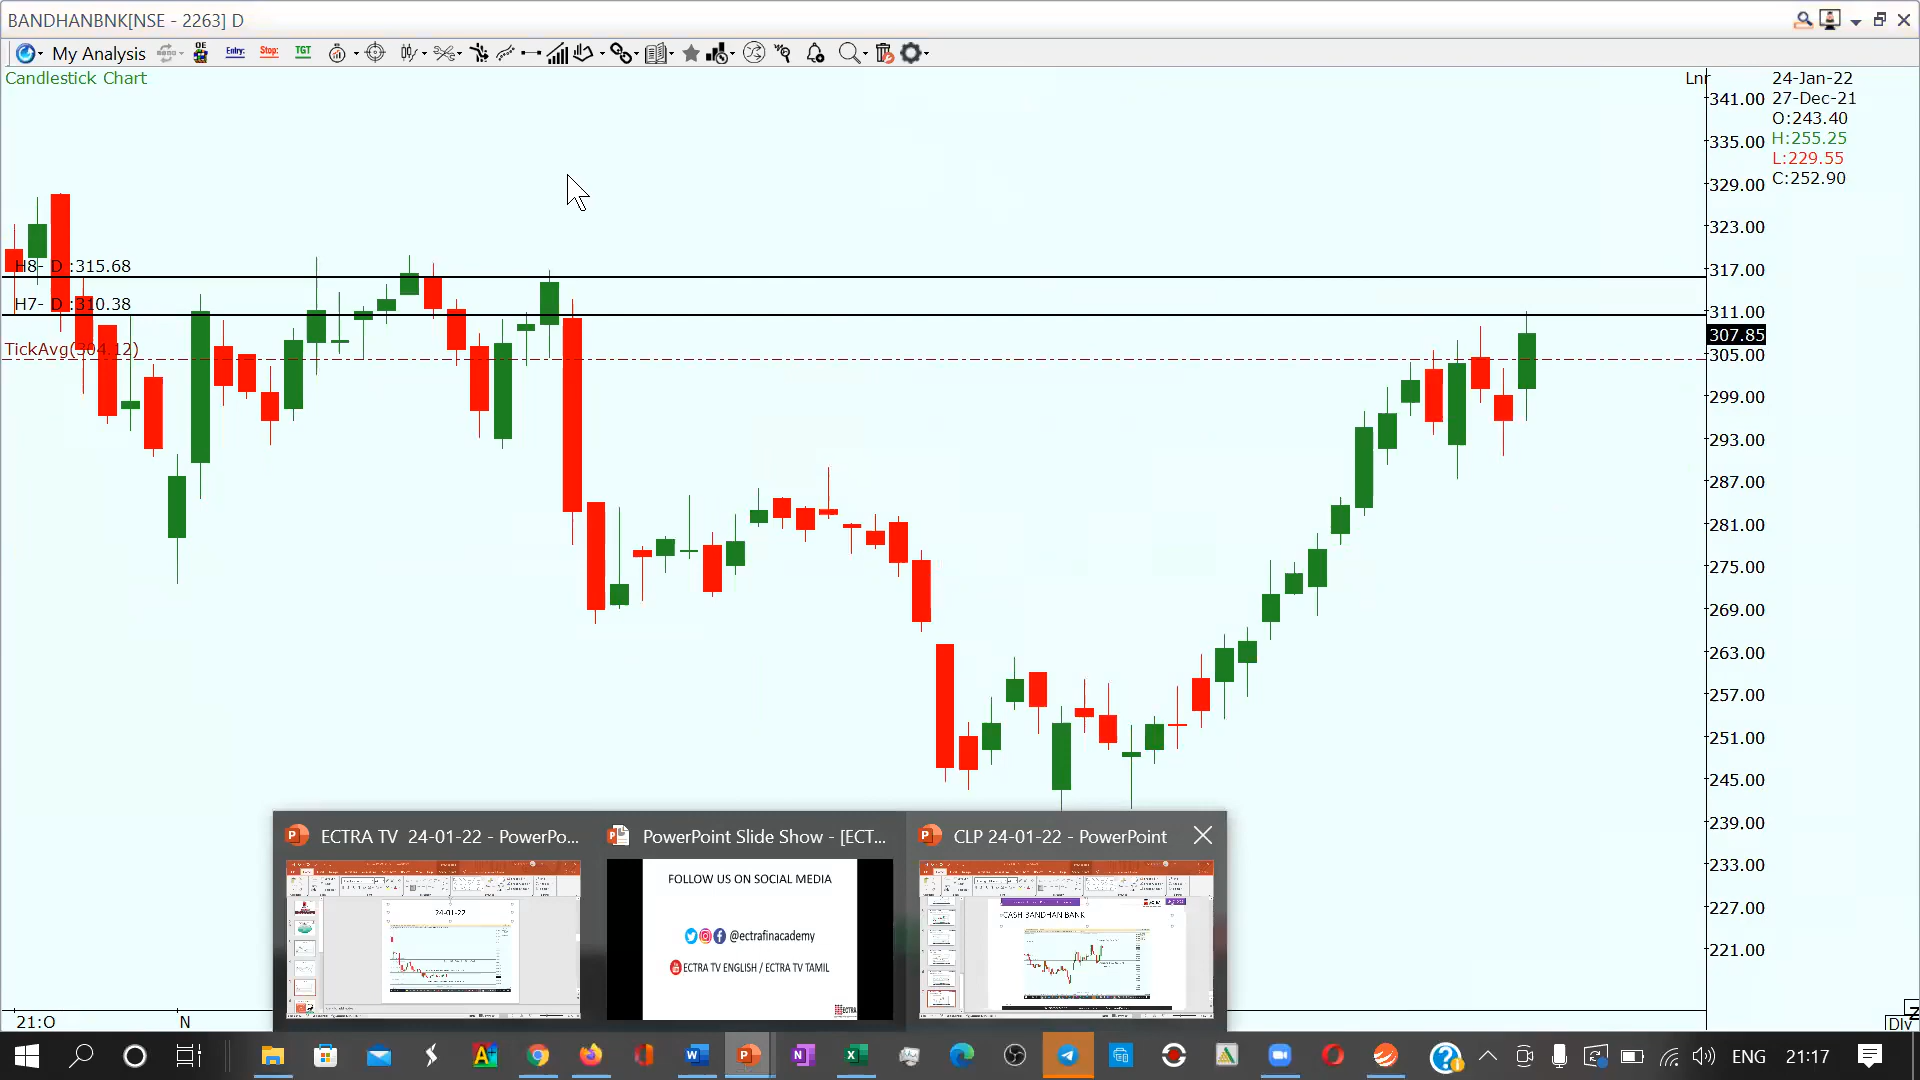 BANDHANBNK[NSE - 2263] D
My Analysis
OE
Entry:
Stop:
TGT
Candlestick Chart
Lnr
24-Jan-22
27-Dec-21
O:243.40
H:255.25
L:229.55
C:252.90
341.00
335.00
329.00
323.00
317.00
311.00
307.85
305.00
299.00
293.00
287.00
281.00
275.00
269.00
263.00
257.00
251.00
245.00
239.00
233.00
227.00
221.00
H8- D :315.68
H7- D :310.38
TickAvg(304.12)
21:O
N
Div
Z
ECTRA TV 24-01-22 - PowerPo...
PowerPoint Slide Show - [ECT...
CLP 24-01-22 - PowerPoint
24-01-22
FOLLOW US ON SOCIAL MEDIA
@ectrafinacademy
ECTRA TV ENGLISH / ECTRA TV TAMIL
ECTRA
CASH BANDHAN BANK
ENG
21:17